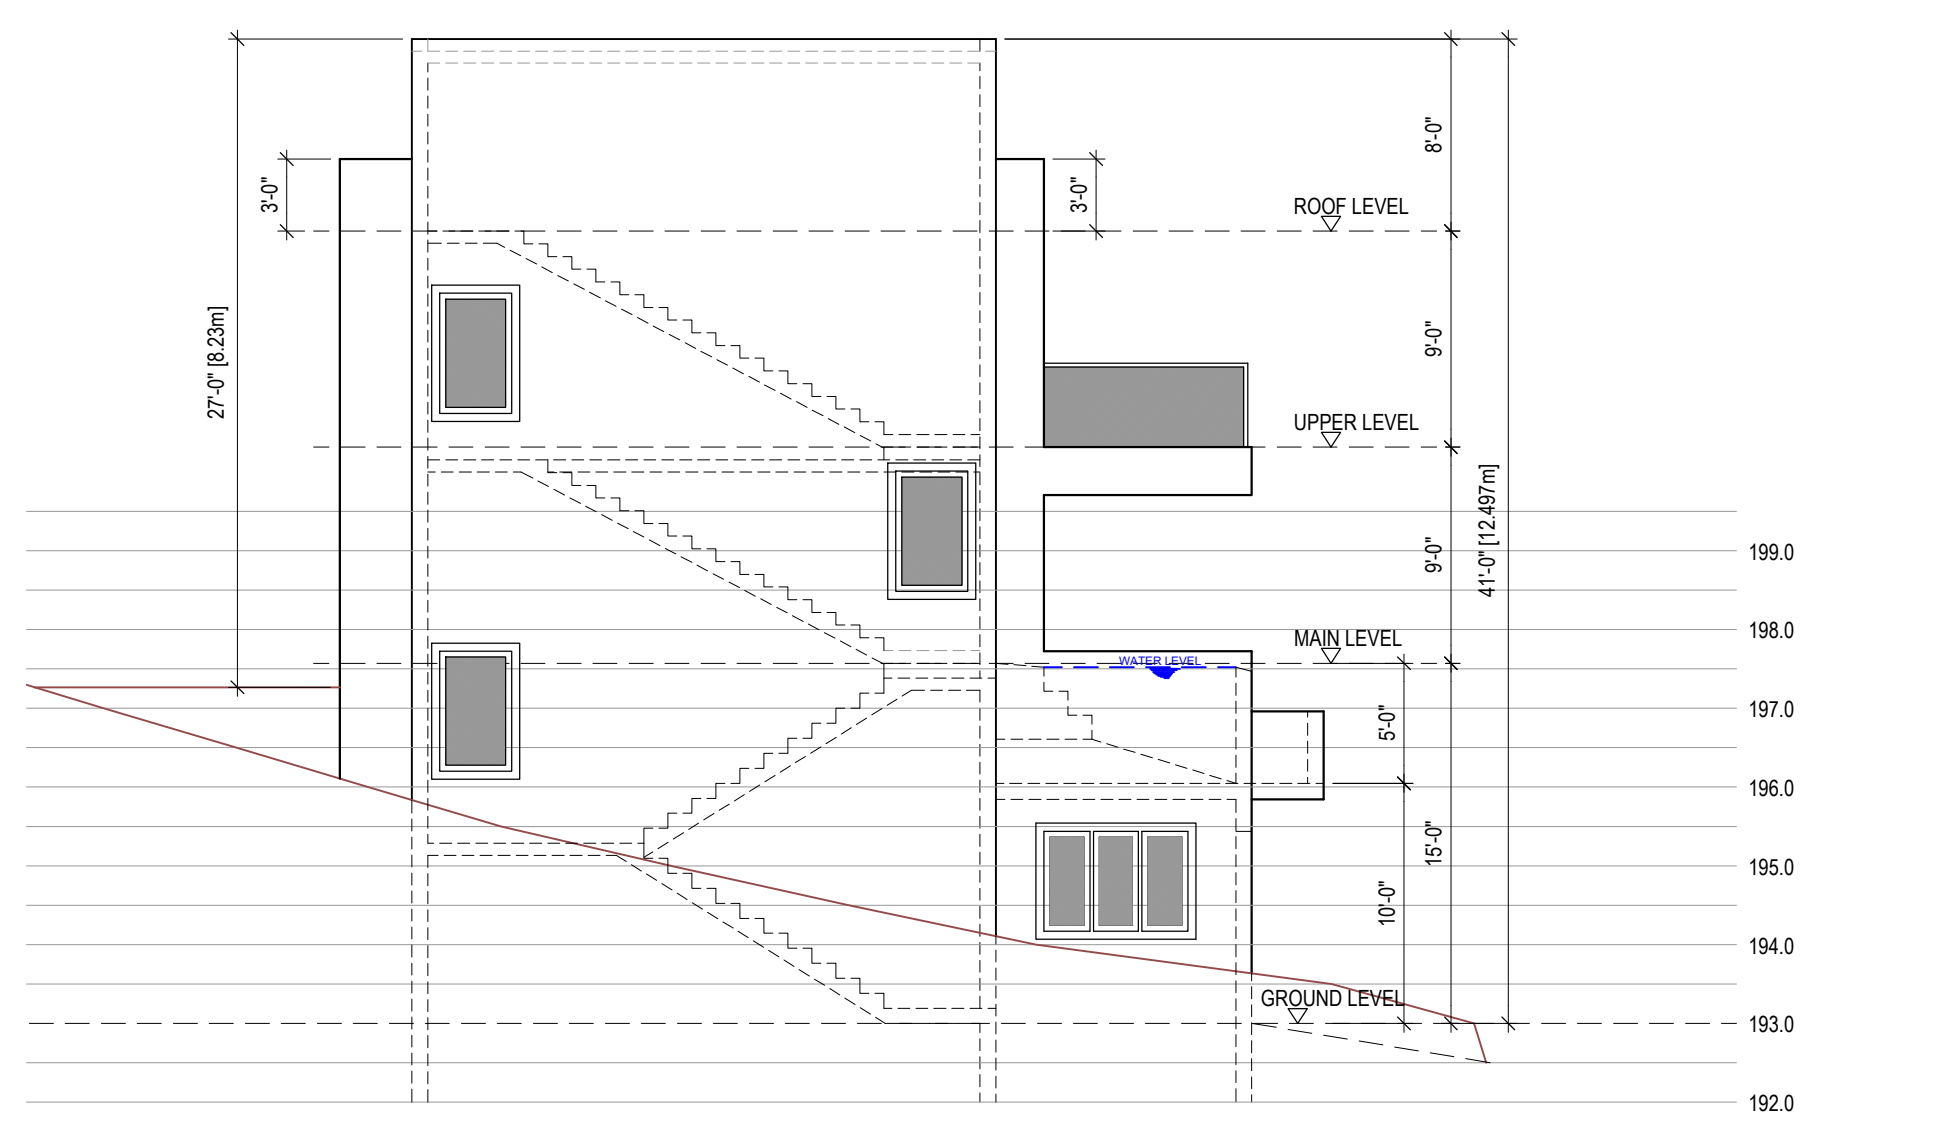 8'-0"
3'-0"
3'-0"
ROOF LEVEL
27'-0" [8.23m]
9'-0"
UPPER LEVEL
41'-0" [12.497m]
9'-0"
199.0
198.0
MAIN LEVEL
WATER LEVEL
197.0
5'-0"
196.0
15'-0"
195.0
10'-0"
194.0
GROUND LEVEL
193.0
192.0